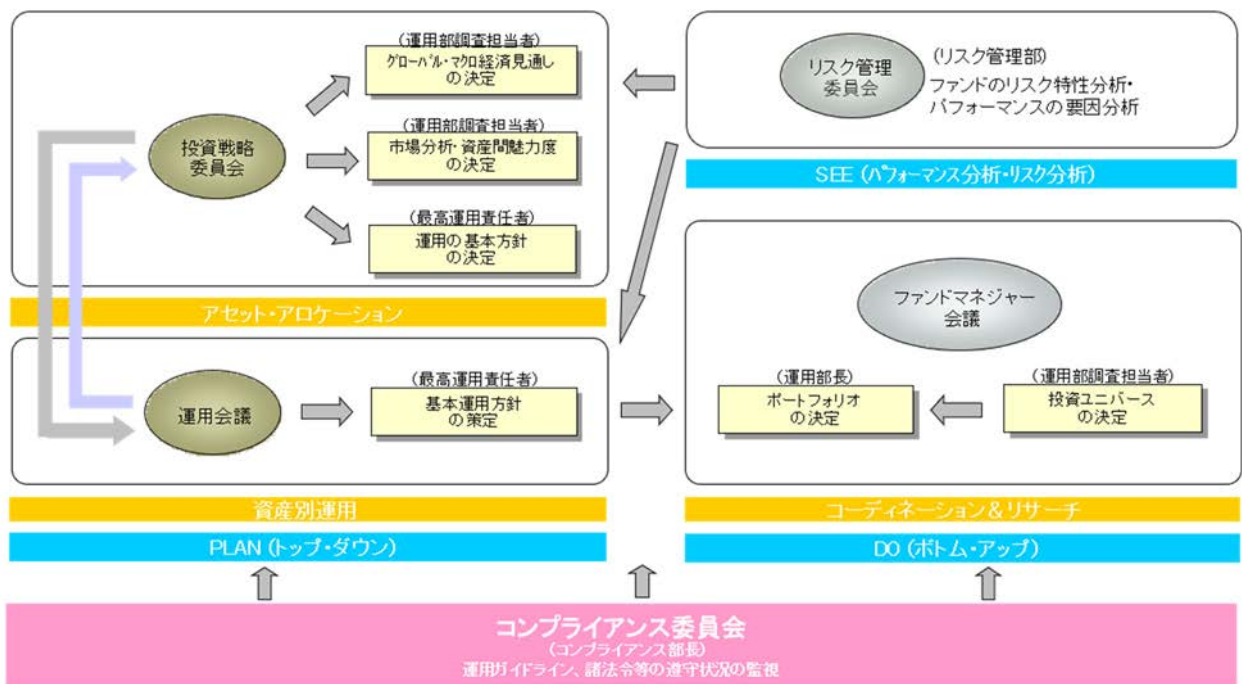 (運用部調査担当者)
グローバル・マクロ経済見通し
の決定
投資戦略
委員会
(運用部調査担当者)
市場分析・資産間魅力度
の決定
(最高運用責任者)
運用の基本方針
の決定
アセット・アロケーション
運用会議
(最高運用責任者)
基本運用方針
の策定
資産別運用
PLAN (トップ・ダウン)
リスク管理
委員会
(リスク管理部)
ファンドのリスク特性分析・
パフォーマンスの要因分析
SEE (パフォーマンス分析・リスク分析)
ファンドマネジャー
会議
(運用部長)
ポートフォリオ
の決定
(運用部調査担当者)
投資ユニバース
の決定
コーディネーション&リサーチ
DO (ボトム・アップ)
コンプライアンス委員会
(コンプライアンス部長)
運用ガイドライン、諸法令等の遵守状況の監視